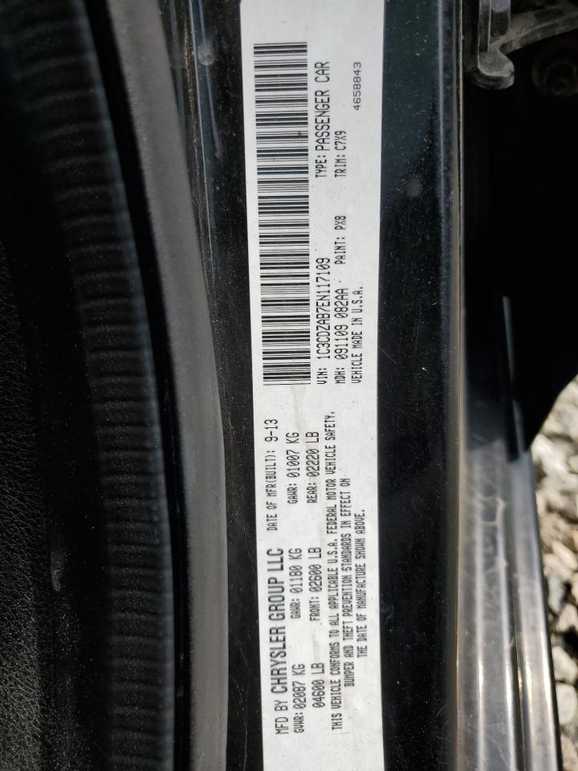 MFD BY CHRYSLER GROUP LLC DATE OF MFR(BUILT): 9-13
GVWR: 02087 KG GAWR: 01180 KG GAWR: 01007 KG
04600 LB FRONT: 02600 LB REAR: 02220 LB
THIS VEHICLE CONFORMS TO ALL APPLICABLE U.S.A. FEDERAL MOTOR VEHICLE SAFETY,
BUMPER AND THEFT PREVENTION STANDARDS IN EFFECT ON
THE DATE OF MANUFACTURE SHOWN ABOVE.
VIN: 1C3CDZAB7EN117109 TYPE: PASSENGER CAR
MDH: 091109 082AA PAINT: PX8 TRIM: C7X9
VEHICLE MADE IN U.S.A. 4658843